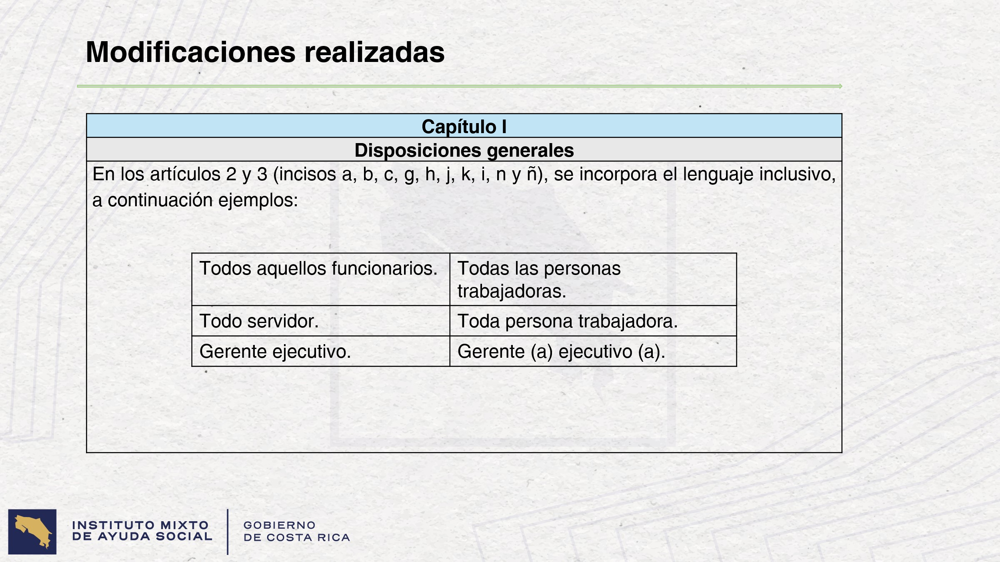 Modificaciones realizadas
Capítulo I
Disposiciones generales
En los artículos 2 y 3 (incisos a, b, c, g, h, j, k, i, n y ñ), se incorpora el lenguaje inclusivo,
a continuación ejemplos:
Todos aquellos funcionarios.
Todas las personas
trabajadoras.
Todo servidor.
Toda persona trabajadora.
Gerente ejecutivo.
Gerente (a) ejecutivo (a).
INSTITUTO MIXTO
DE AYUDA SOCIAL
GOBIERNO
DE COSTA RICA